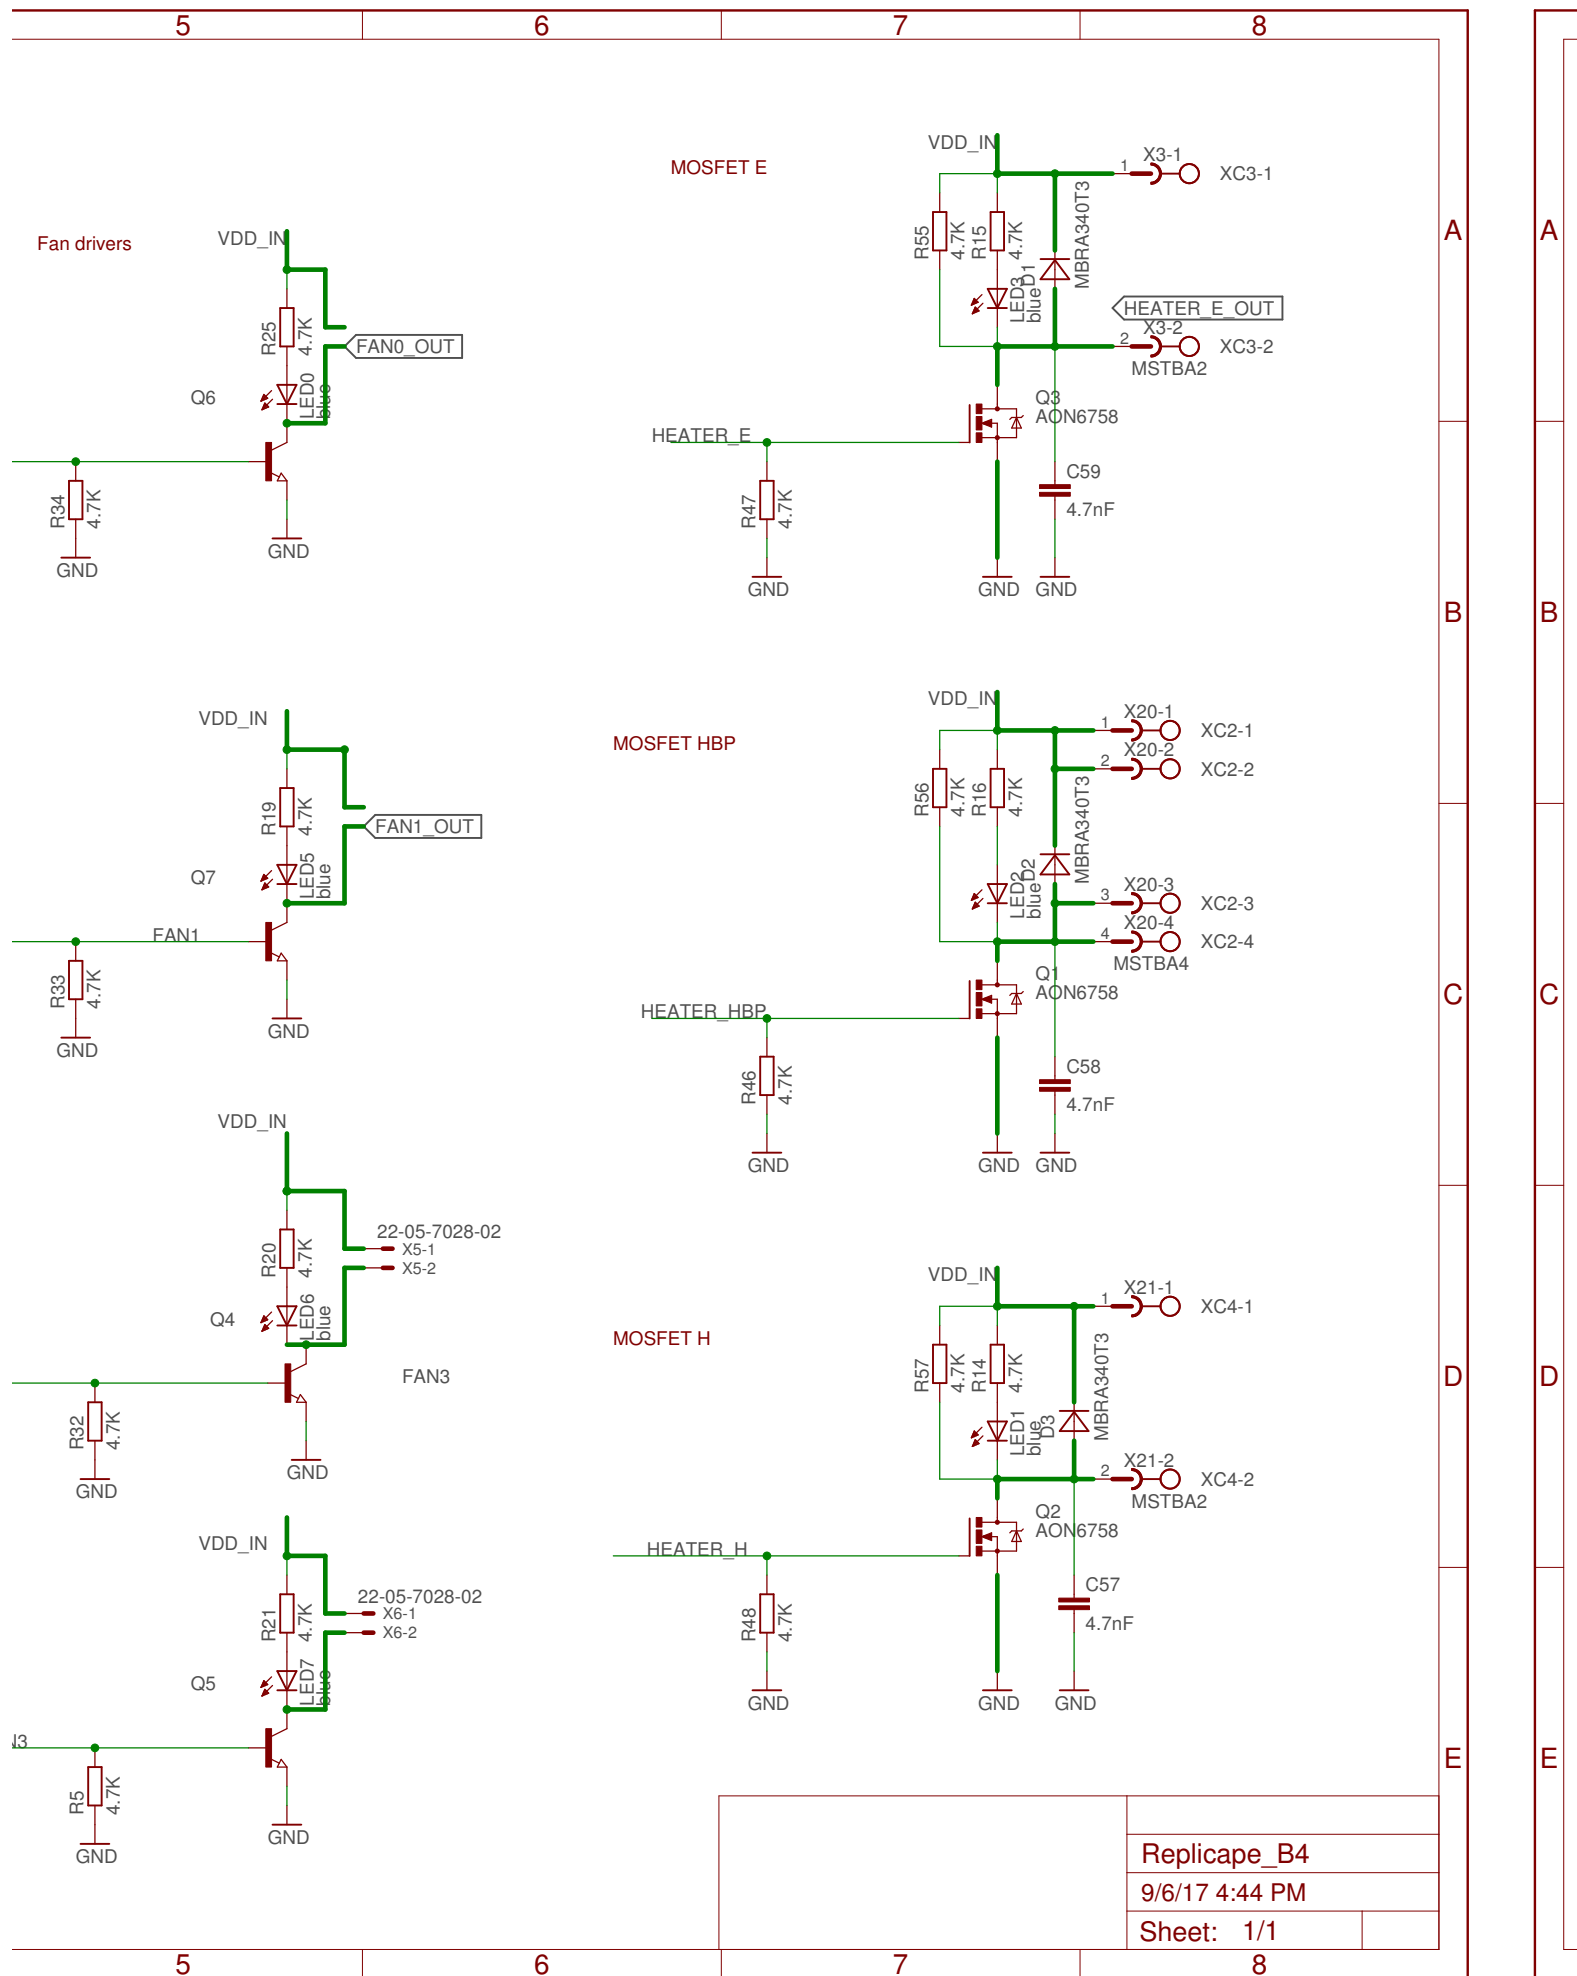 5
6
7
8
A
A
B
B
C
C
D
D
E
E
Fan drivers
VDD_IN
R25
4.7K
LED0
blue
FAN0_OUT
Q6
R34
4.7K
GND
GND
VDD_IN
R19
4.7K
LED5
blue
FAN1_OUT
Q7
FAN1
R33
4.7K
GND
GND
VDD_IN
22-05-7028-02
X5-1
X5-2
R20
4.7K
LED6
blue
Q4
FAN3
R32
4.7K
GND
GND
VDD_IN
22-05-7028-02
X6-1
X6-2
R21
4.7K
LED7
blue
Q5
R5
4.7K
GND
GND
MOSFET E
VDD_IN
1
X3-1
XC3-1
R55
4.7K
R15
4.7K
LED3
blue
D1
MBRA340T3
HEATER_E_OUT
2
X3-2
XC3-2
MSTBA2
Q3
AON6758
HEATER_E
R47
4.7K
C59
4.7nF
GND
GND
GND
MOSFET HBP
VDD_IN
1
X20-1
XC2-1
2
X20-2
XC2-2
R56
4.7K
R16
4.7K
LED2
blue
D2
MBRA340T3
3
X20-3
XC2-3
4
X20-4
XC2-4
MSTBA4
Q1
AON6758
HEATER_HBP
R46
4.7K
C58
4.7nF
GND
GND
GND
MOSFET H
VDD_IN
1
X21-1
XC4-1
R57
4.7K
R14
4.7K
LED1
blue
D3
MBRA340T3
2
X21-2
XC4-2
MSTBA2
Q2
AON6758
HEATER_H
R48
4.7K
C57
4.7nF
GND
GND
GND
Replicape_B4
9/6/17 4:44 PM
Sheet: 1/1
5
6
7
8